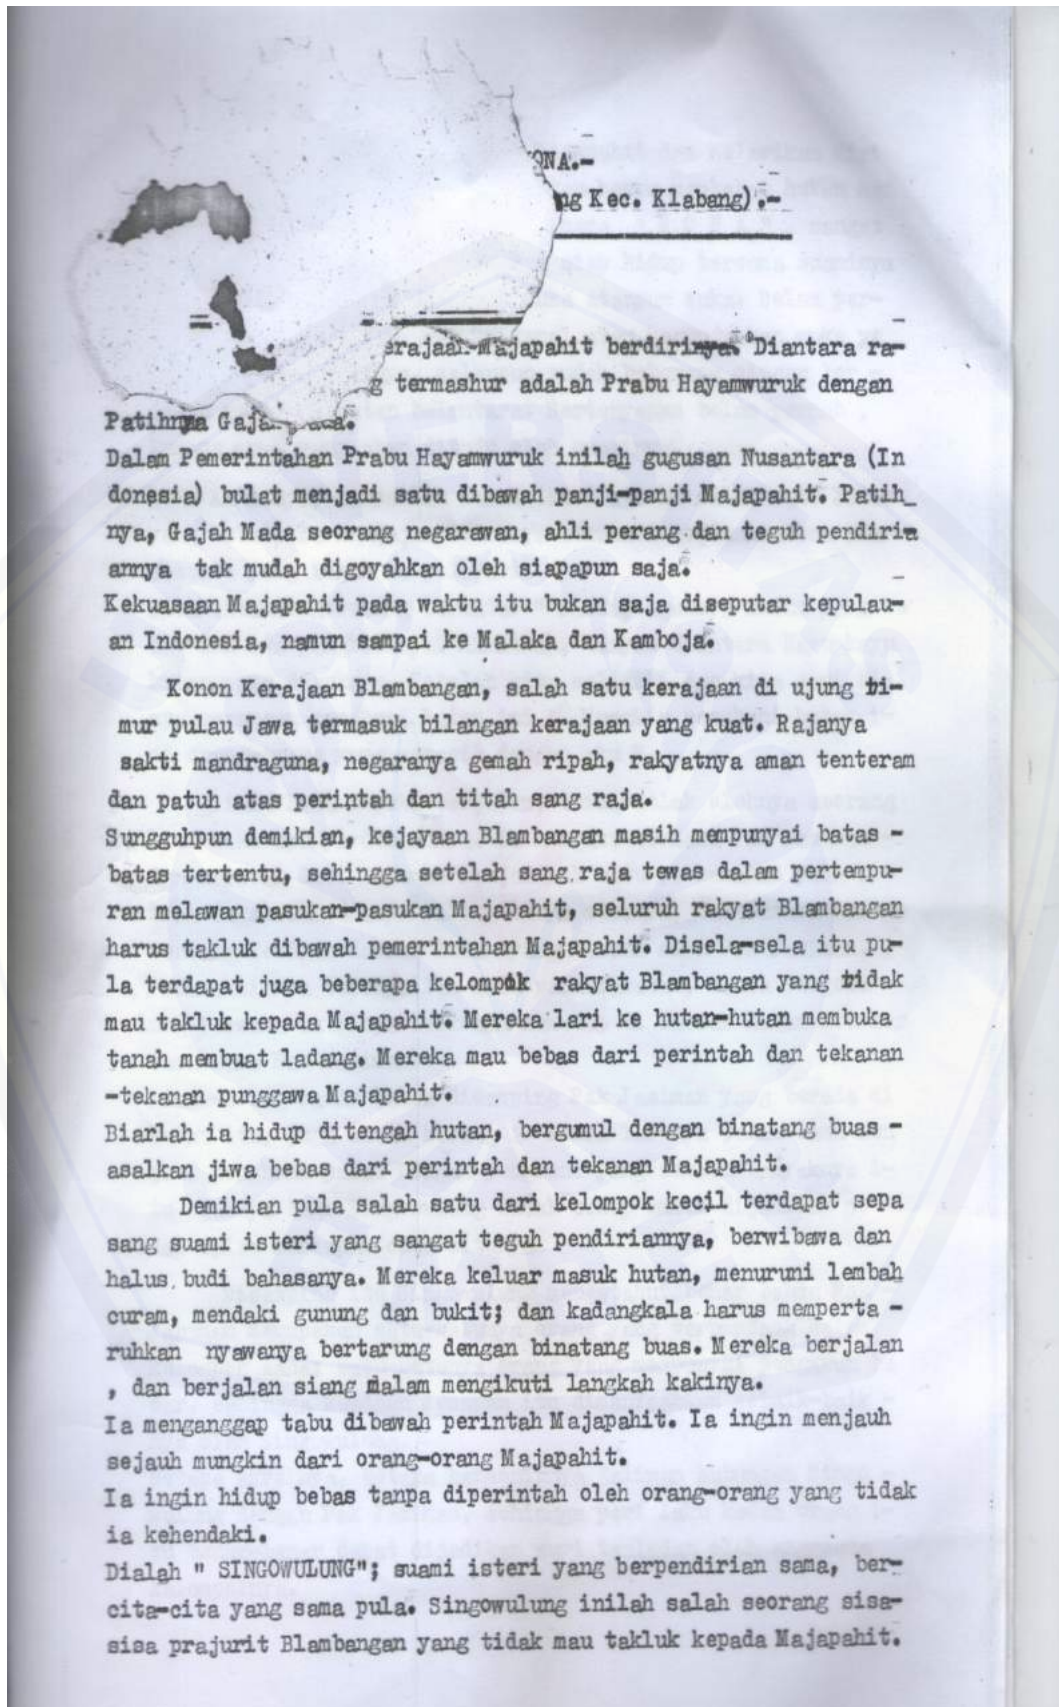 ONA.-
ng Kec. Klabang).-
erajaan Majapahit berdirinya. Diantara ra-
g termashur adalah Prabu Hayamwuruk dengan
Patihnya Gajah
Dalam Pemerintahan Prabu Hayamwuruk inilah gugusan Nusantara (In
donesia) bulat menjadi satu dibawah panji-panji Majapahit. Patih_
nya, Gajah Mada seorang negarawan, ahli perang dan teguh pendirin
annya tak mudah digoyahkan oleh siapapun saja.
Kekuasaan Majapahit pada waktu itu bukan saja diseputar kepulau-
an Indonesia, namun sampai ke Malaka dan Kamboja.
Konon Kerajaan Blambangan, salah satu kerajaan di ujung ti-
mur pulau Jawa termasuk bilangan kerajaan yang kuat. Rajanya
sakti mandraguna, negaranya gemah ripah, rakyatnya aman tenteram
dan patuh atas perintah dan titah sang raja.
Sungguhpun demikian, kejayaan Blambangan masih mempunyai batas -
batas tertentu, sehingga setelah sang raja tewas dalam pertempu-
ran melawan pasukan-pasukan Majapahit, seluruh rakyat Blambangan
harus takluk dibawah pemerintahan Majapahit. Disela-sela itu pu-
la terdapat juga beberapa kelompok rakyat Blambangan yang tidak
mau takluk kepada Majapahit. Mereka lari ke hutan-hutan membuka
tanah membuat ladang. Mereka mau bebas dari perintah dan tekanan
-tekanan punggawa Majapahit.
Biarlah ia hidup ditengah hutan, bergumul dengan binatang buas -
asalkan jiwa bebas dari perintah dan tekanan Majapahit.
Demikian pula salah satu dari kelompok kecil terdapat sepa
sang suami isteri yang sangat teguh pendiriannya, berwibawa dan
halus budi bahasanya. Mereka keluar masuk hutan, menuruni lembah
curam, mendaki gunung dan bukit; dan kadangkala harus memperta -
ruhkan nyawanya bertarung dengan binatang buas. Mereka berjalan
, dan berjalan siang malam mengikuti langkah kakinya.
Ia menganggap tabu dibawah perintah Majapahit. Ia ingin menjauh
sejauh mungkin dari orang-orang Majapahit.
Ia ingin hidup bebas tanpa diperintah oleh orang-orang yang tidak
ia kehendaki.
Dialah " SINGOWULUNG"; suami isteri yang berpendirian sama, ber-
cita-cita yang sama pula. Singowulung inilah salah seorang sisa-
sisa prajurit Blambangan yang tidak mau takluk kepada Majapahit.